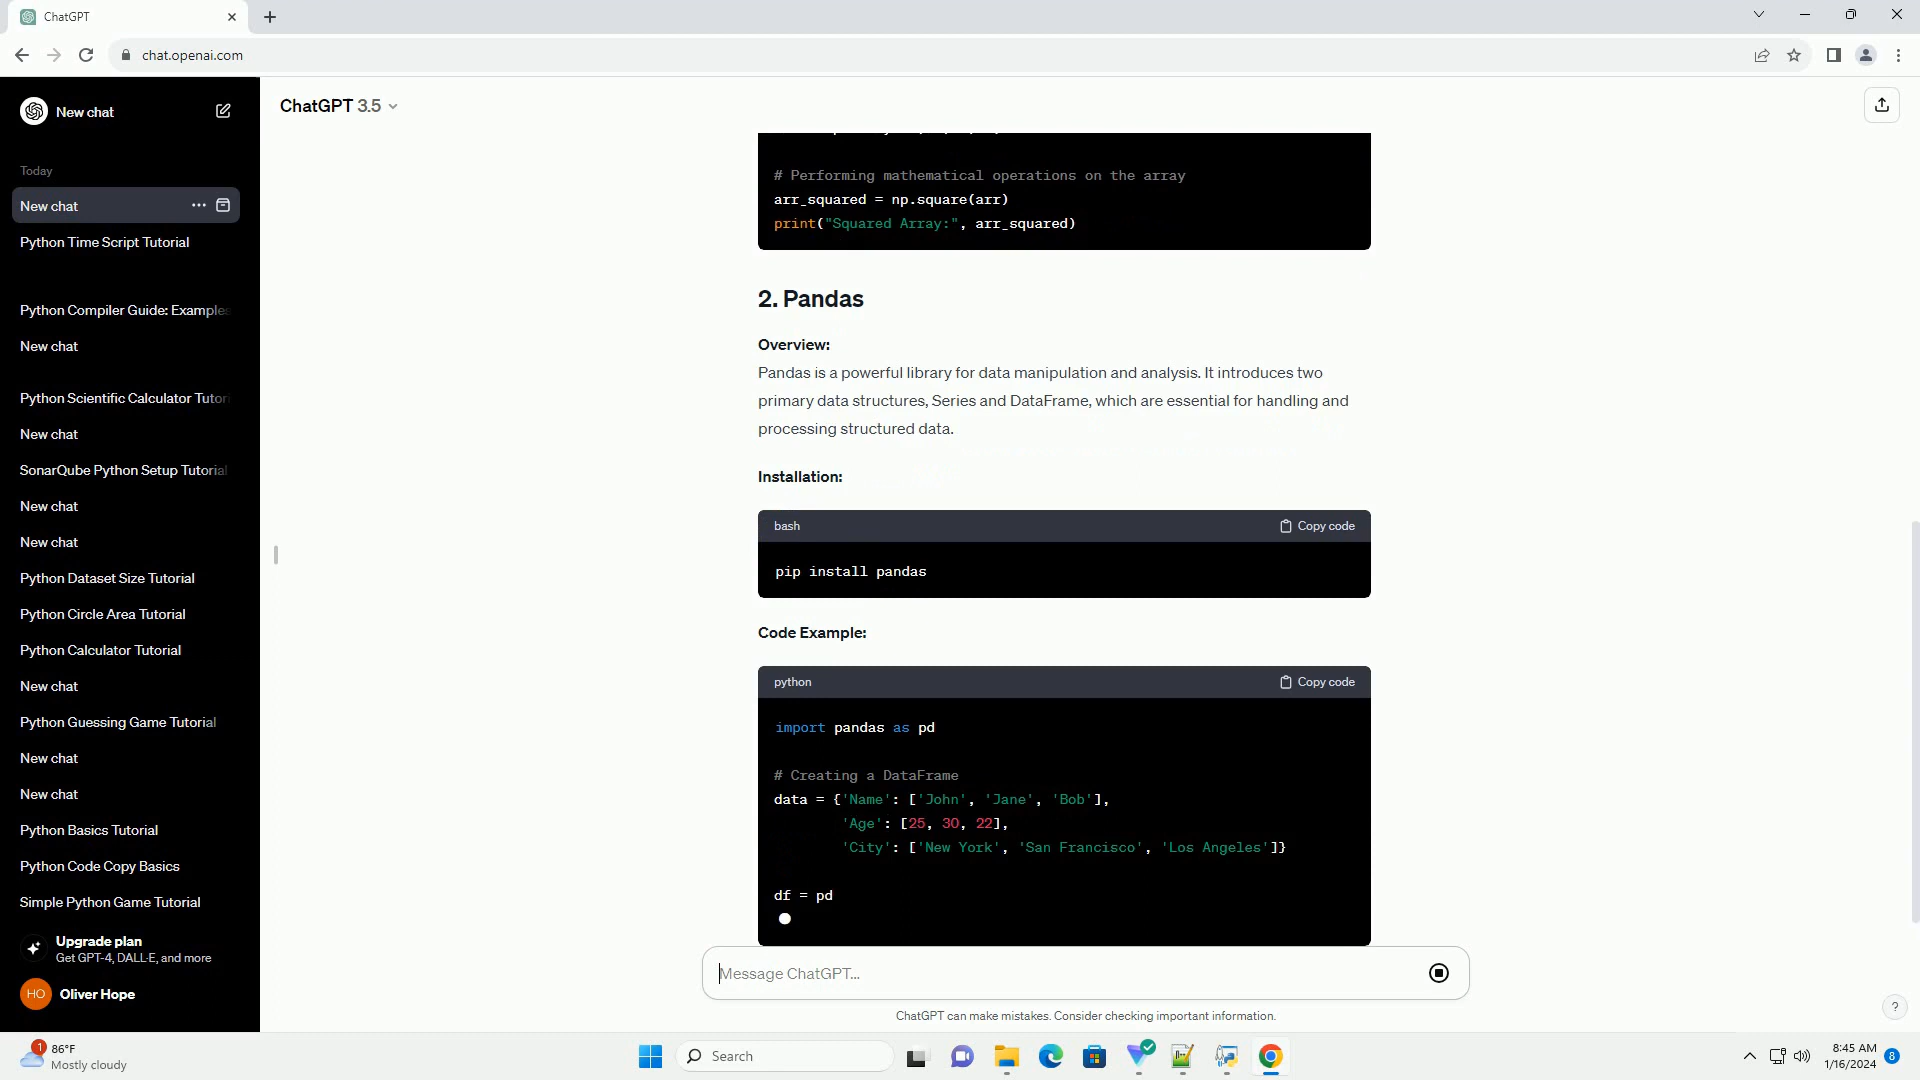 ChatGPT
chat.openai.com
New chat
ChatGPT 3.5
Today
New chat
Python Time Script Tutorial
Python Compiler Guide: Examples
New chat
Python Scientific Calculator Tutori
New chat
SonarQube Python Setup Tutorial
New chat
New chat
Python Dataset Size Tutorial
Python Circle Area Tutorial
Python Calculator Tutorial
New chat
Python Guessing Game Tutorial
New chat
New chat
Python Basics Tutorial
Python Code Copy Basics
Simple Python Game Tutorial
Upgrade plan
Get GPT-4, DALL·E, and more
HO Oliver Hope
# Performing mathematical operations on the array
arr_squared = np.square(arr)
print("Squared Array:", arr_squared)
2. Pandas
Overview:
Pandas is a powerful library for data manipulation and analysis. It introduces two
primary data structures, Series and DataFrame, which are essential for handling and
processing structured data.
Installation:
bash Copy code
pip install pandas
Code Example:
python Copy code
import pandas as pd
# Creating a DataFrame
data = {'Name': ['John', 'Jane', 'Bob'],
'Age': [25, 30, 22],
'City': ['New York', 'San Francisco', 'Los Angeles']}
df = pd
Message ChatGPT...
ChatGPT can make mistakes. Consider checking important information.
?
1
86°F
Mostly cloudy
Search
8:45 AM
1/16/2024
8